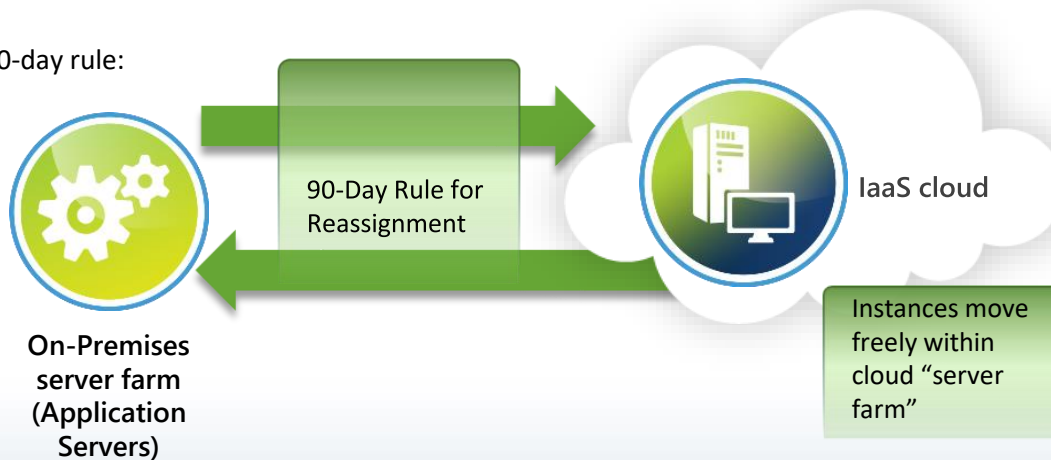 0-day rule:
90-Day Rule for
Reassignment
IaaS cloud
On-Premises
server farm
(Application
Servers)
Instances move
freely within
cloud “server
farm”